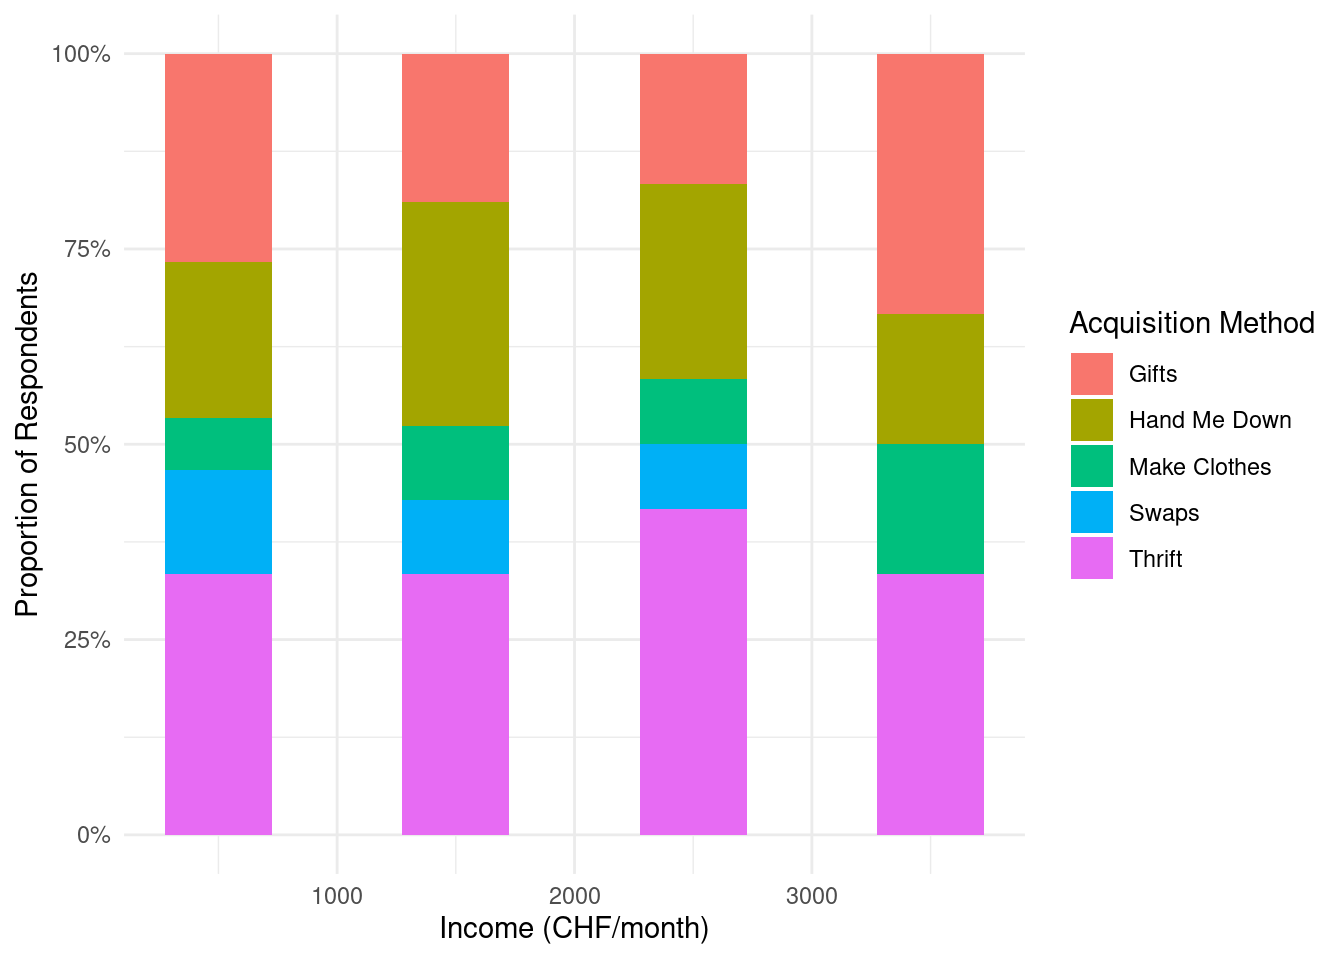 100%
75%
50%
25%
0%
Proportion of Respondents
1000 2000 3000
Income (CHF/month)
Acquisition Method
Gifts
Hand Me Down
Make Clothes
Swaps
Thrift